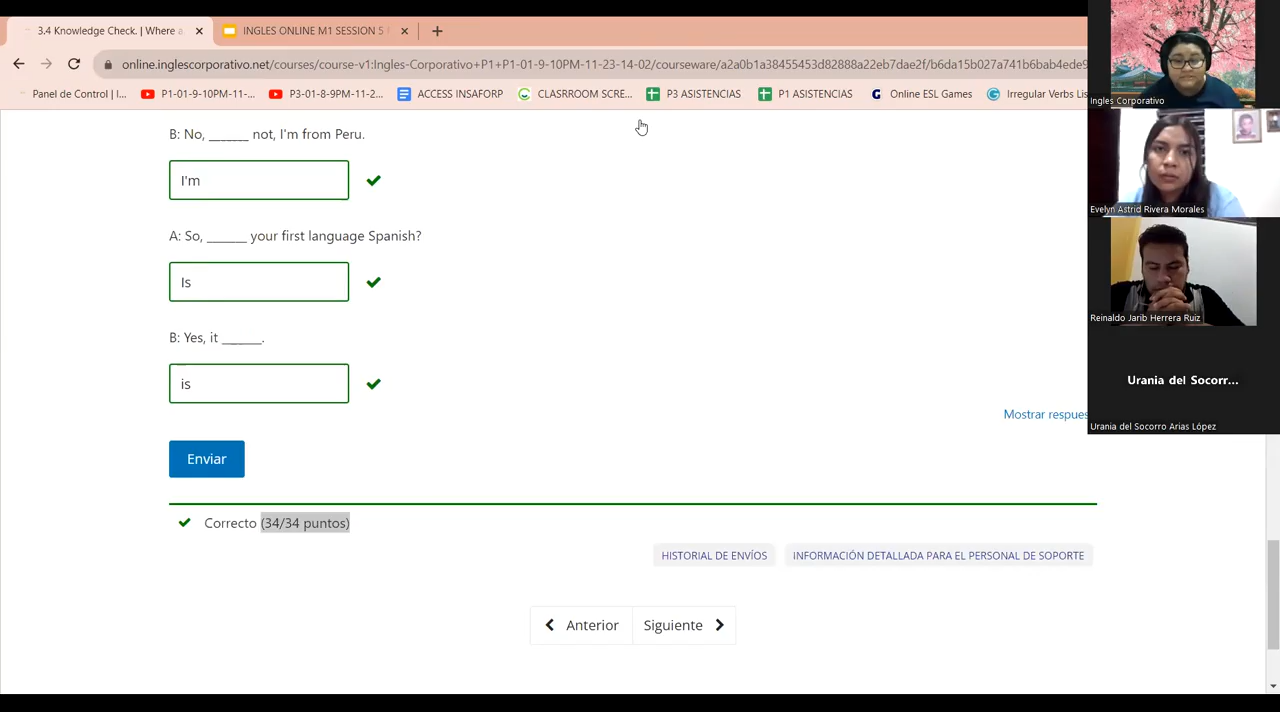 3.4 Knowledge Check. | Where a
INGLES ONLINE M1 SESSION 5
online.inglescorporativo.net/courses/course-v1:Ingles-Corporativo+P1+P1-01-9-10PM-11-23-14-02/courseware/a2a0b1a38455453d82888a22eb7dae2f/b6da15b027a741b6bab4ede9
Panel de Control | I...
P1-01-9-10PM-11-...
P3-01-8-9PM-11-2...
ACCESS INSAFORP
CLASRROOM SCRE...
P3 ASISTENCIAS
P1 ASISTENCIAS
Online ESL Games
Irregular Verbs Lis
B: No, _______ not, I'm from Peru.
I'm
A: So, _______ your first language Spanish?
Is
B: Yes, it _______.
is
Mostrar respues
Enviar
Correcto (34/34 puntos)
HISTORIAL DE ENVÍOS
INFORMACIÓN DETALLADA PARA EL PERSONAL DE SOPORTE
Anterior
Siguiente
Ingles Corporativo
Evelyn Astrid Rivera Morales
Reinaldo Jarib Herrera Ruiz
Urania del Socorr...
Urania del Socorro Arias López